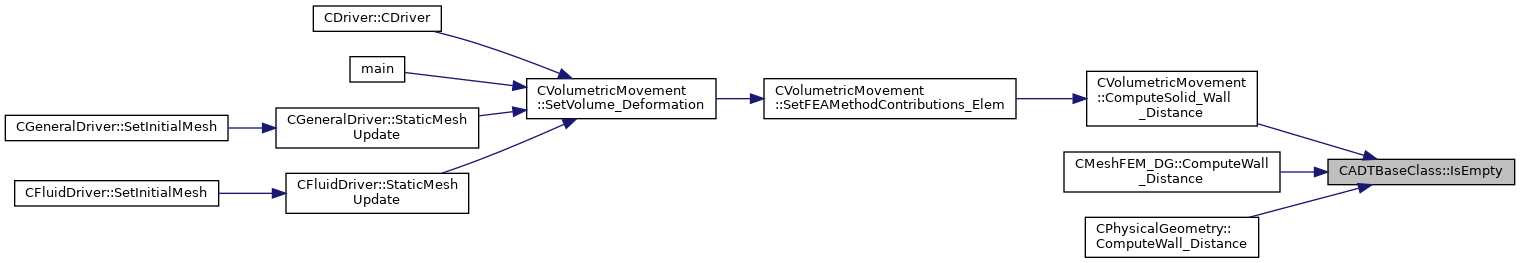 CDriver::CDriver
main
CGeneralDriver::SetInitialMesh
CGeneralDriver::StaticMesh
Update
CFluidDriver::SetInitialMesh
CFluidDriver::StaticMesh
Update
CVolumetricMovement
::SetVolume_Deformation
CVolumetricMovement
::SetFEAMethodContributions_Elem
CVolumetricMovement
::ComputeSolid_Wall
_Distance
CMeshFEM_DG::ComputeWall
_Distance
CPhysicalGeometry::
ComputeWall_Distance
CADTBaseClass::IsEmpty